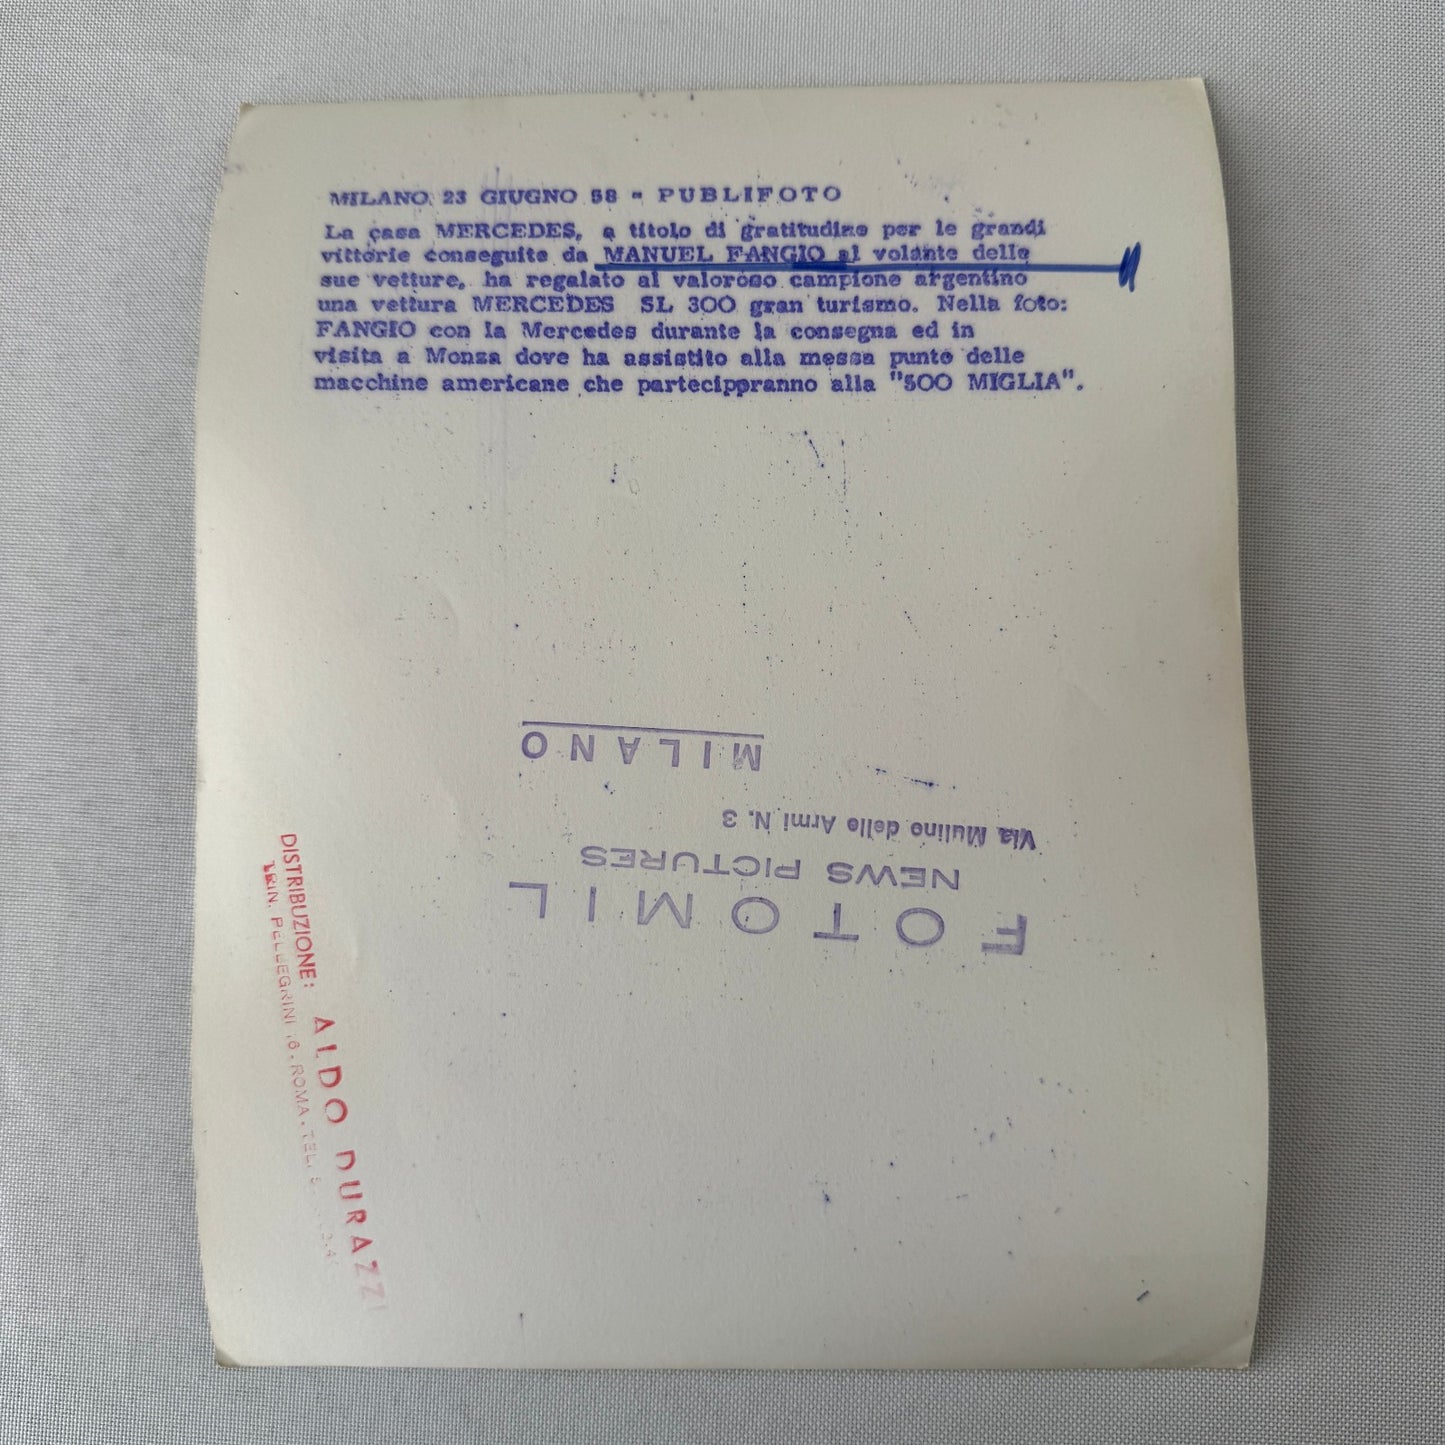 MILANO 23 GIUGNO 58 - PUBLIFOTO
La casa MERCEDES, a titolo di gratitudine per le grandi
vittorie conseguite da MANUEL FANGIO al volante delle
sue vetture, ha regalato al valoroso campione argentino
una vettura MERCEDES SL 300 gran turismo. Nella foto:
FANGIO con la Mercedes durante la consegna ed in
visita a Monza dove ha assistito alla messa punto delle
macchine americane che partecippranno alla "500 MIGLIA".
FOTOMIL
NEWS PICTURES
Via Mulino delle Armi N. 3
MILANO
DISTRIBUZIONE: ALDO DURAZZI
TRIN. PELLEGRINI 16 - ROMA - TEL.